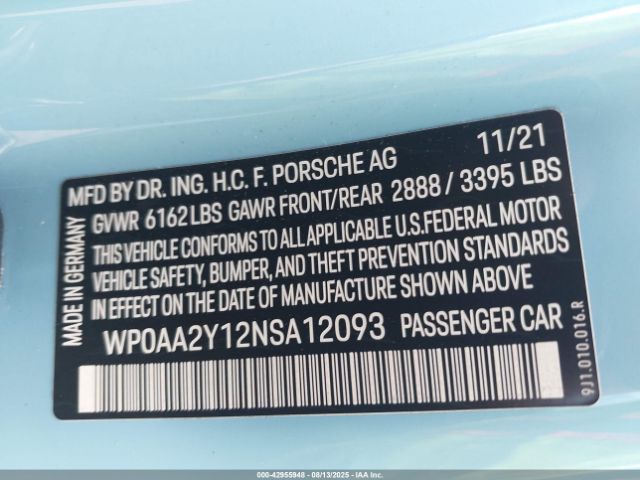 MFD BY DR. ING. H.C. F. PORSCHE AG 11/21
GVWR 6162 LBS GAWR FRONT/REAR 2888 / 3395 LBS
THIS VEHICLE CONFORMS TO ALL APPLICABLE U.S.FEDERAL MOTOR
VEHICLE SAFETY, BUMPER, AND THEFT PREVENTION STANDARDS
IN EFFECT ON THE DATE OF MANUFACTURE SHOWN ABOVE
WP0AA2Y12NSA12093 PASSENGER CAR
MADE IN GERMANY
9J1.010.016.R
000-42955948 - 08/13/2025 - IAAI.COM